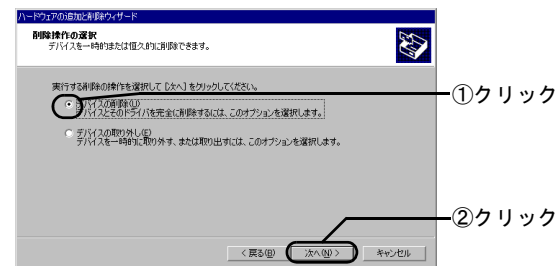 ハードウェアの追加と削除ウィザード
削除操作の選択
デバイスを一時的または恒久的に削除できます。
実行する削除の操作を選択して [次へ] をクリックしてください。
デバイスの削除(U)
デバイスとそのドライバを完全に削除するには、このオプションを選択します。
①クリック
デバイスの取り外し(E)
デバイスを一時的に取り外す、または取り出すには、このオプションを選択します。
②クリック
< 戻る(B) 次へ(N) > キャンセル